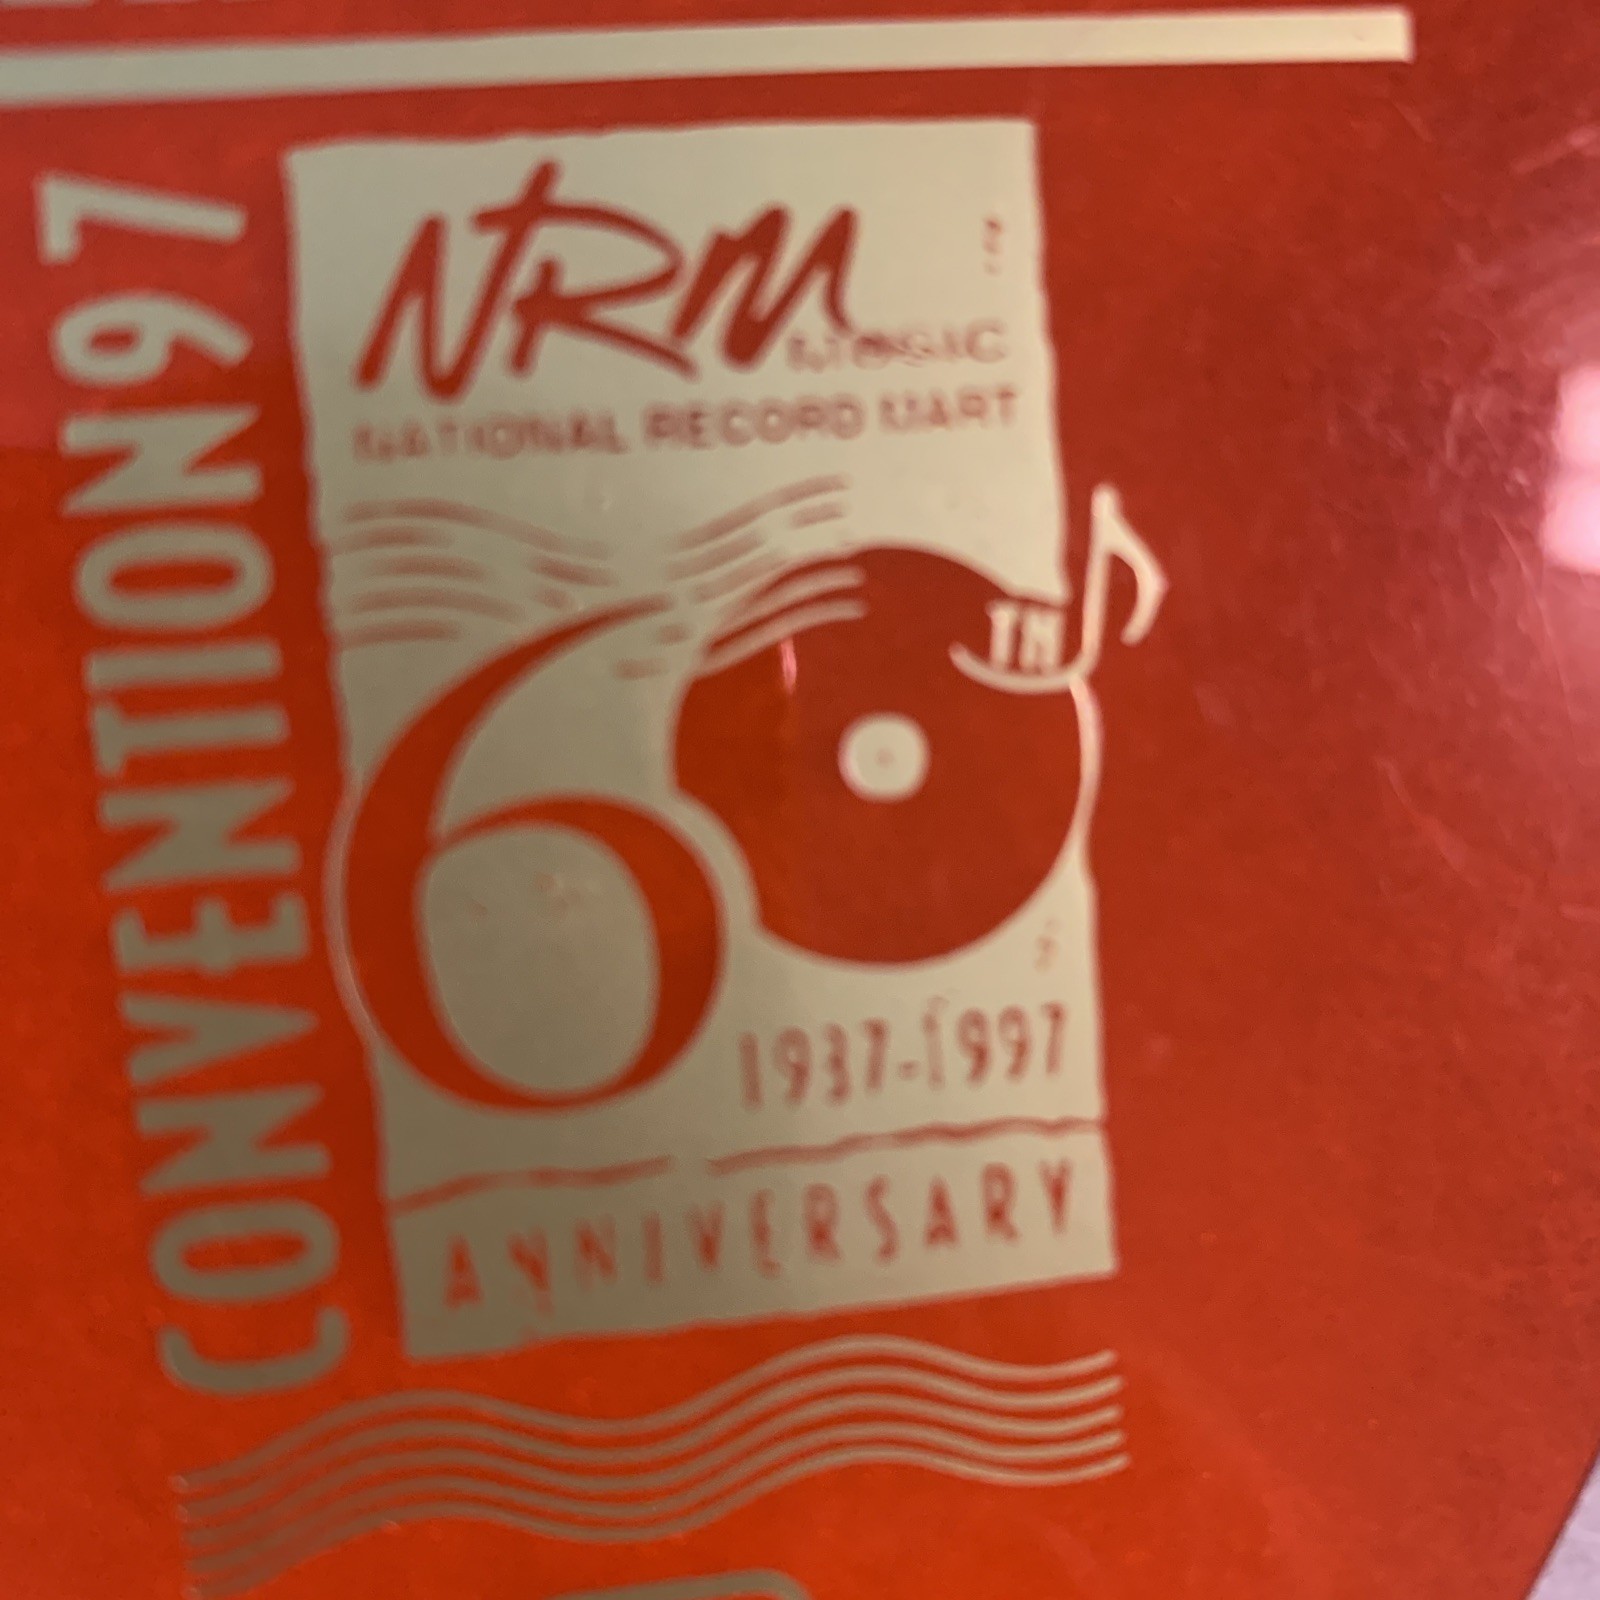 CONVENTION97
NRM
MUSIC
NATIONAL RECORD MART
60TH
1937-1997
ANNIVERSARY